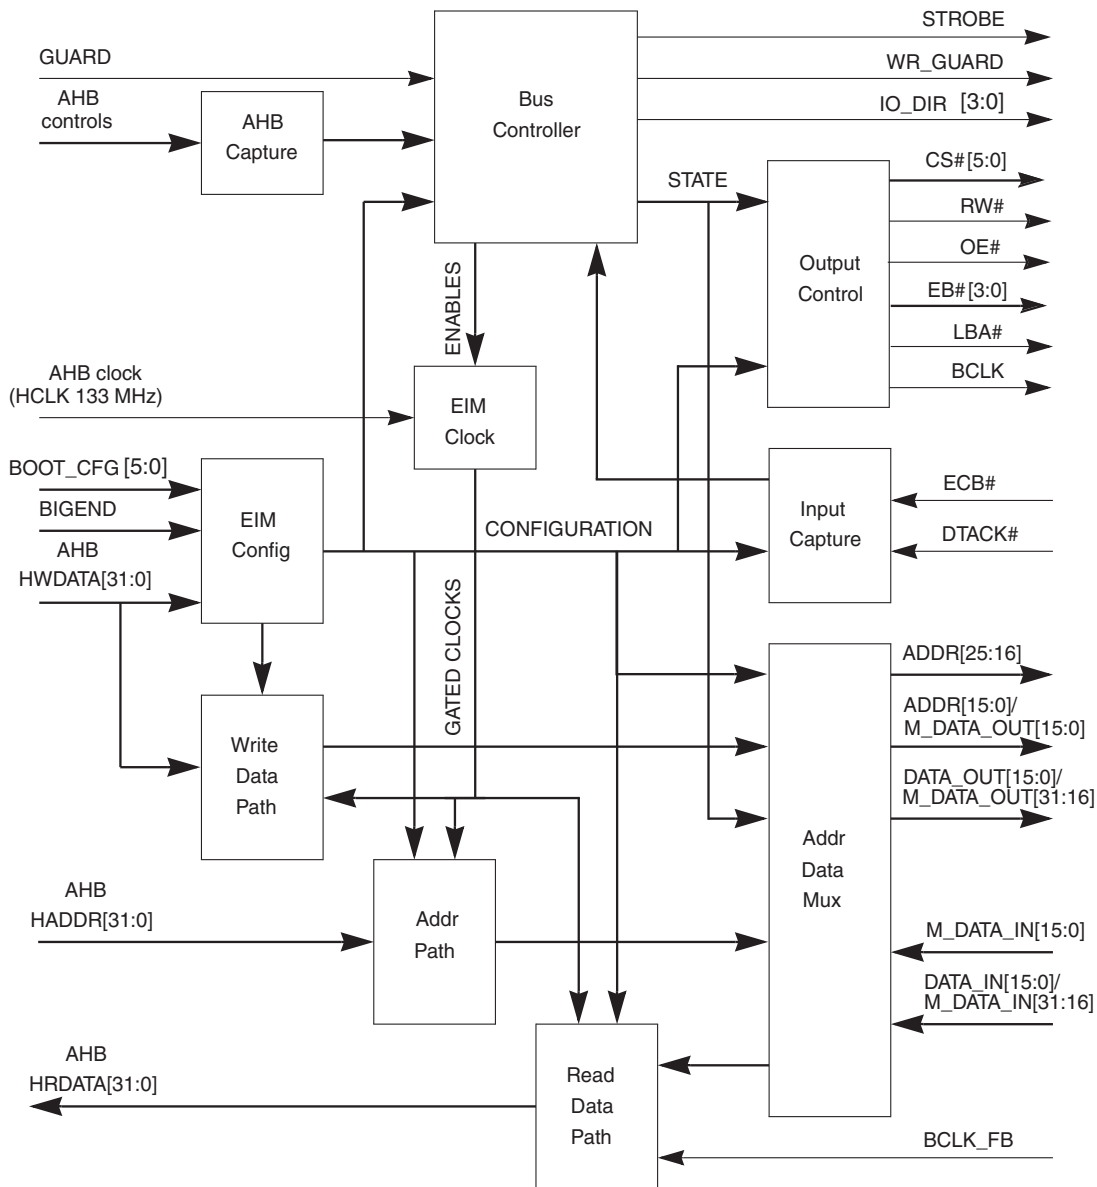 STROBE
GUARD
WR_GUARD
AHB
controls
AHB
Capture
Bus
Controller
IO_DIR [3:0]
CS#[5:0]
STATE
RW#
OE#
Output
Control
EB#[3:0]
ENABLES
LBA#
BCLK
AHB clock
(HCLK 133 MHz)
EIM
Clock
BOOT_CFG [5:0]
BIGEND
AHB
HWDATA[31:0]
EIM
Config
CONFIGURATION
Input
Capture
ECB#
DTACK#
GATED CLOCKS
ADDR[25:16]
ADDR[15:0]/
M_DATA_OUT[15:0]
Write
Data
Path
DATA_OUT[15:0]/
M_DATA_OUT[31:16]
Addr
Data
Mux
AHB
HADDR[31:0]
Addr
Path
M_DATA_IN[15:0]
DATA_IN[15:0]/
M_DATA_IN[31:16]
AHB
HRDATA[31:0]
Read
Data
Path
BCLK_FB